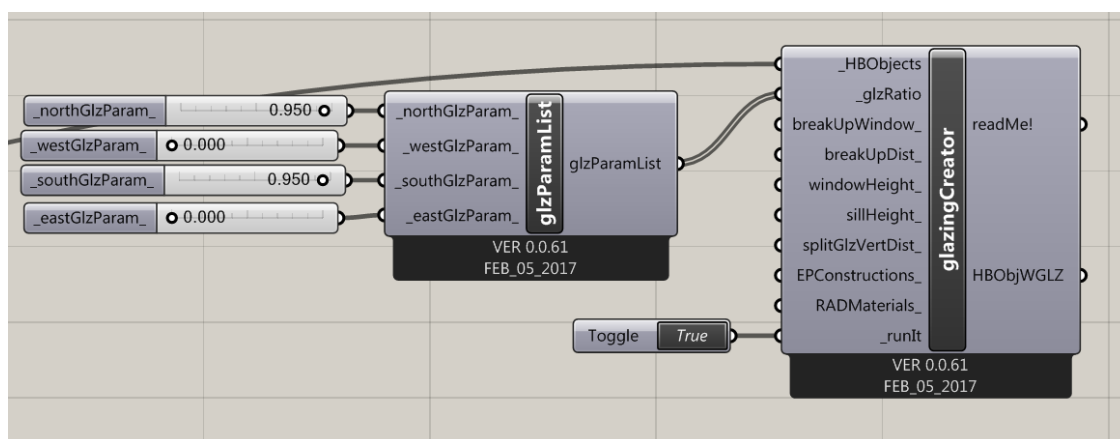 _northGlzParam_ 0.950
_westGlzParam_ 0.000
_southGlzParam_ 0.950
_eastGlzParam_ 0.000
_northGlzParam_
_westGlzParam_
_southGlzParam_
_eastGlzParam_
glzParamList
glzParamList
VER 0.0.61
FEB_05_2017
Toggle True
_HBObjects
_glzRatio
breakUpWindow_
breakUpDist_
windowHeight_
sillHeight_
splitGlzVertDist_
EPConstructions_
RADMaterials_
_runIt
glazingCreator
readMe!
HBObjWGLZ
VER 0.0.61
FEB_05_2017